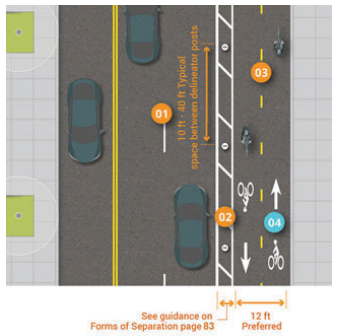 10 ft - 40 ft Typical
space between delineator posts
03
01
02
04
See guidance on
Forms of Separation page 83
12 ft
Preferred